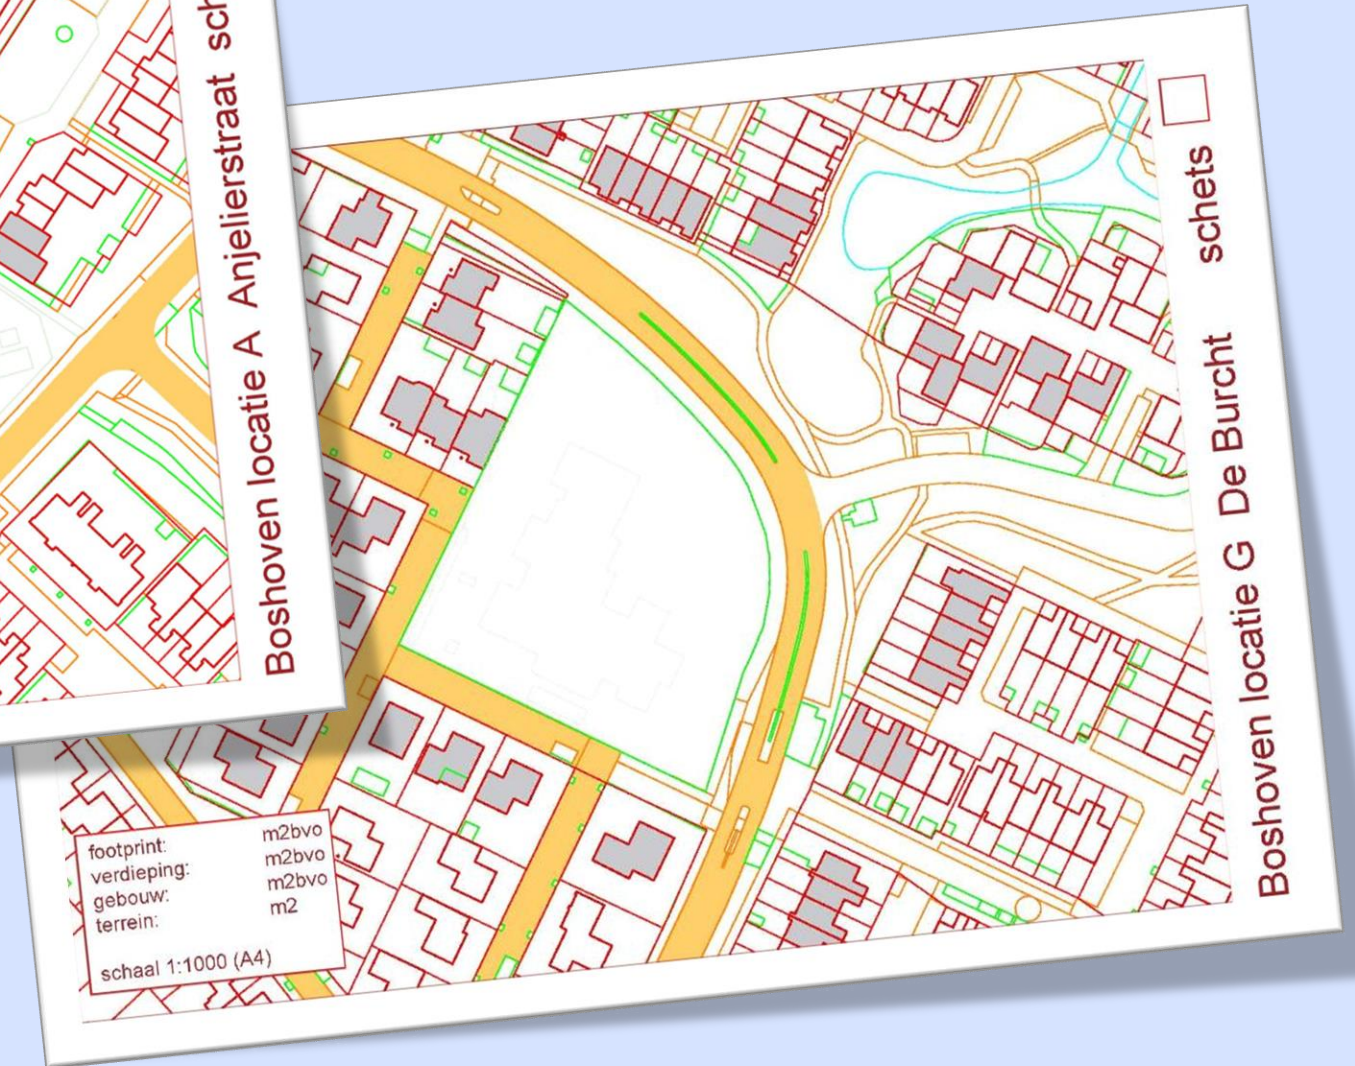 Boshoven locatie A Anjelierstraat
Boshoven locatie G De Burcht schets
footprint: m2bvo
verdieping: m2bvo
gebouw: m2bvo
terrein: m2
schaal 1:1000 (A4)